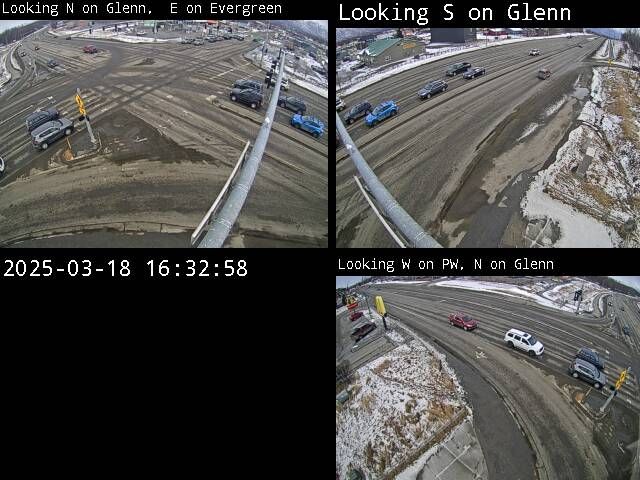 Looking N on Glenn,  E on Evergreen
Looking S on Glenn
2025-03-18 16:32:58
Looking W on PW, N on Glenn